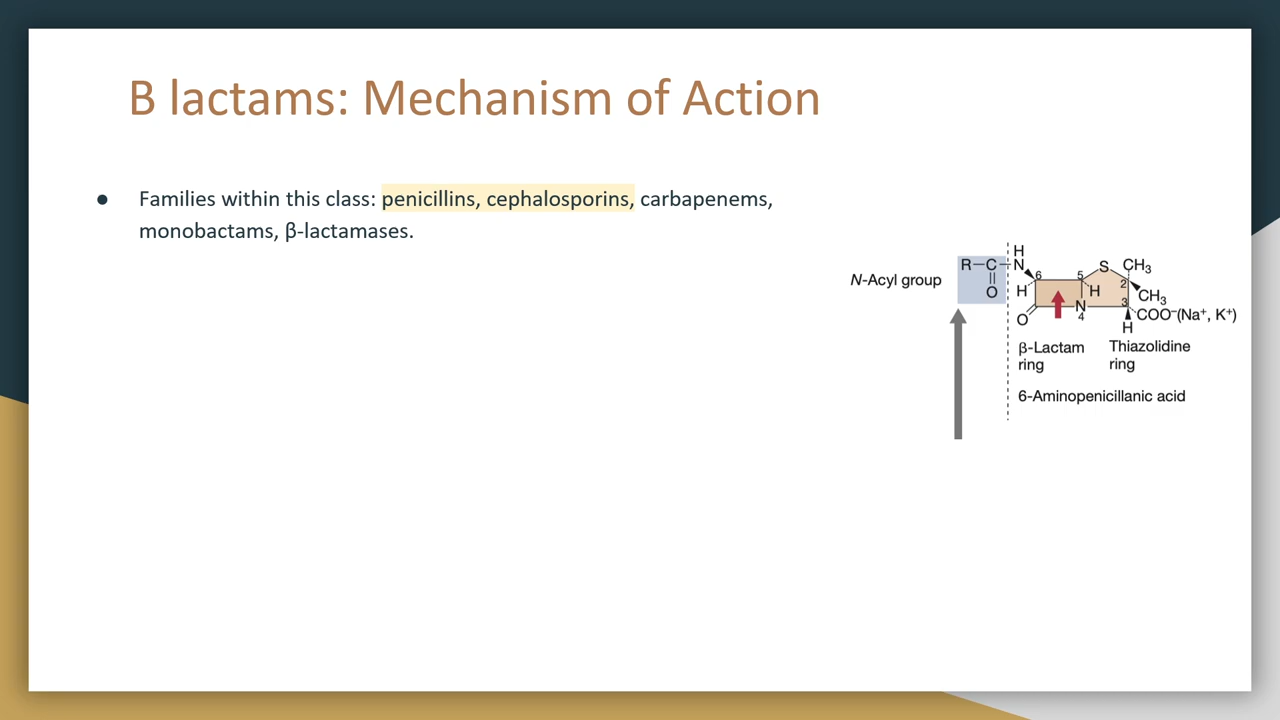 B lactams: Mechanism of Action
● Families within this class: penicillins, cephalosporins, carbapenems,
monobactams, β-lactamases.
N-Acyl group
R–C
O
H
N
H
6
5
S
CH₃
2
CH₃
H
O
N
4
3
COO⁻(Na⁺, K⁺)
H
β-Lactam
ring
Thiazolidine
ring
6-Aminopenicillanic acid